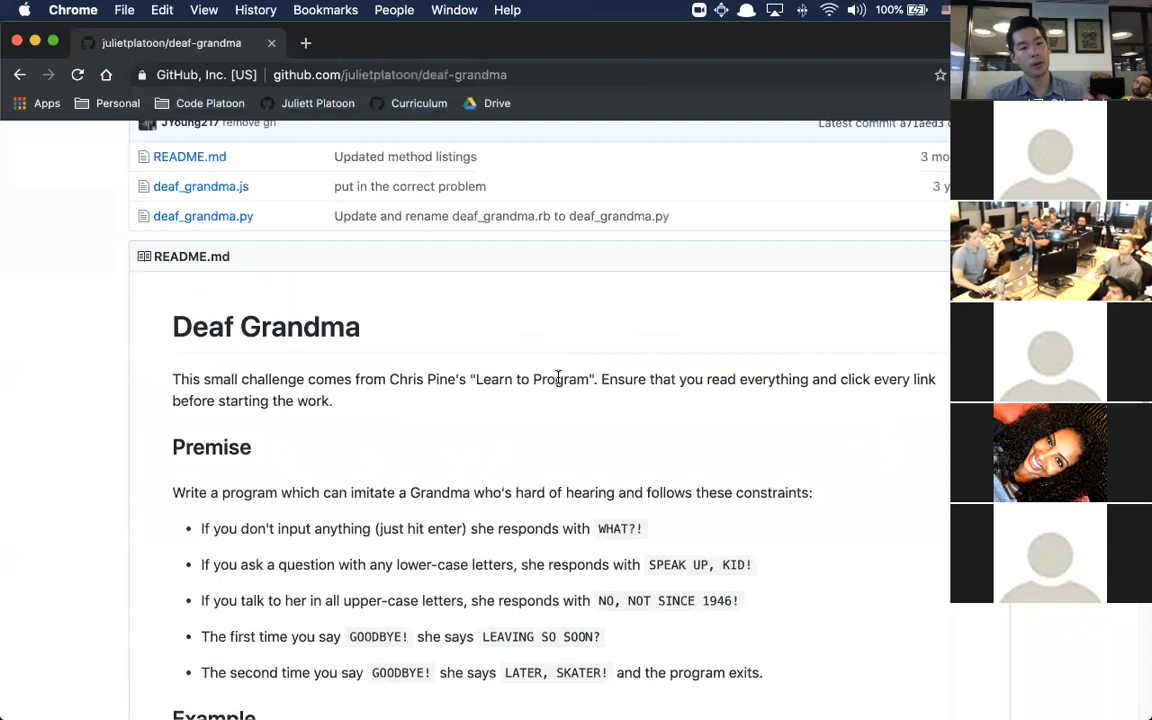 Chrome File Edit View History Bookmarks People Window Help 100%
julietplatoon/deaf-grandma
GitHub, Inc. [US] github.com/julietplatoon/deaf-grandma
Apps Personal Code Platoon Juliett Platoon Curriculum Drive
JYoung217 remove gh Latest commit a71aed3
README.md Updated method listings 3 mo
deaf_grandma.js put in the correct problem 3 y
deaf_grandma.py Update and rename deaf_grandma.rb to deaf_grandma.py
README.md
Deaf Grandma
This small challenge comes from Chris Pine's "Learn to Program". Ensure that you read everything and click every link
before starting the work.
Premise
Write a program which can imitate a Grandma who's hard of hearing and follows these constraints:
• If you don't input anything (just hit enter) she responds with WHAT?!
• If you ask a question with any lower-case letters, she responds with SPEAK UP, KID!
• If you talk to her in all upper-case letters, she responds with NO, NOT SINCE 1946!
• The first time you say GOODBYE! she says LEAVING SO SOON?
• The second time you say GOODBYE! she says LATER, SKATER! and the program exits.
Example